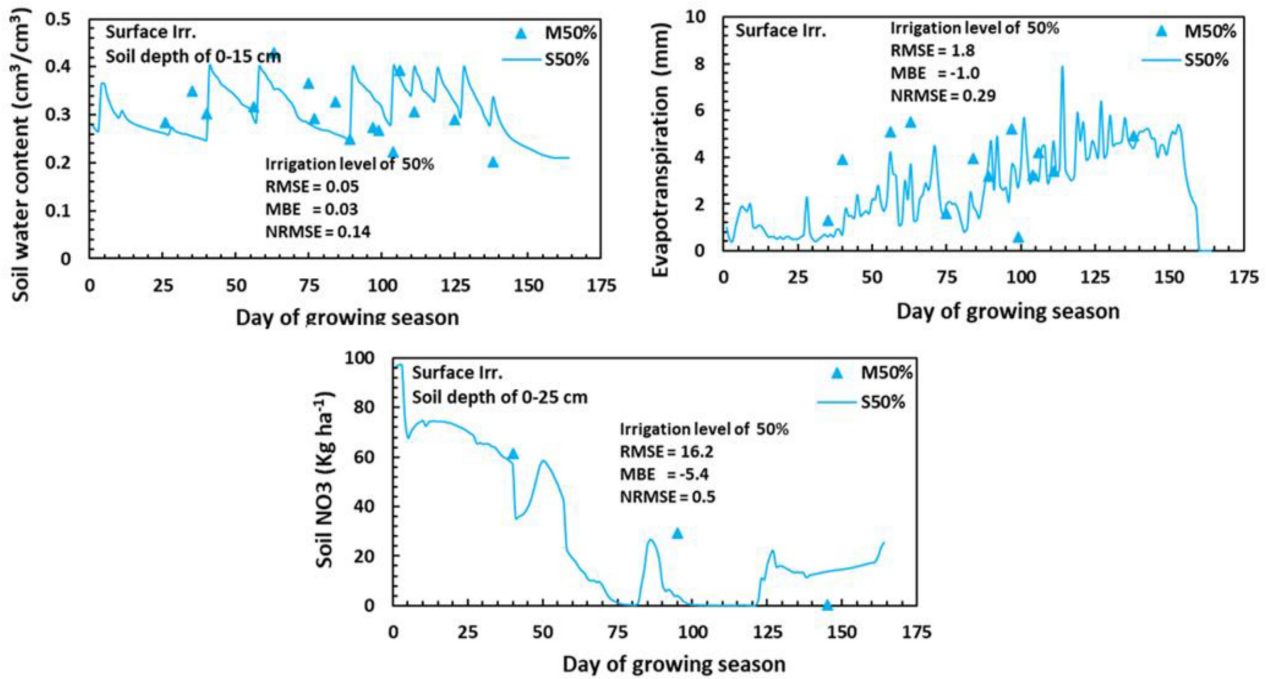 Soil water content (cm³/cm³)
0.5
0.4
0.3
0.2
0.1
0
Surface Irr.
Soil depth of 0-15 cm
M50%
S50%
Irrigation level of 50%
RMSE = 0.05
MBE = 0.03
NRMSE = 0.14
0 25 50 75 100 125 150 175
Day of growing season
Evapotranspiration (mm)
10
8
6
4
2
0
Surface Irr.
Irrigation level of 50%
RMSE = 1.8
MBE = -1.0
NRMSE = 0.29
M50%
S50%
0 25 50 75 100 125 150 175
Day of growing season
Soil NO3 (Kg ha⁻¹)
100
80
60
40
20
0
Surface Irr.
Soil depth of 0-25 cm
M50%
S50%
Irrigation level of 50%
RMSE = 16.2
MBE = -5.4
NRMSE = 0.5
0 25 50 75 100 125 150 175
Day of growing season